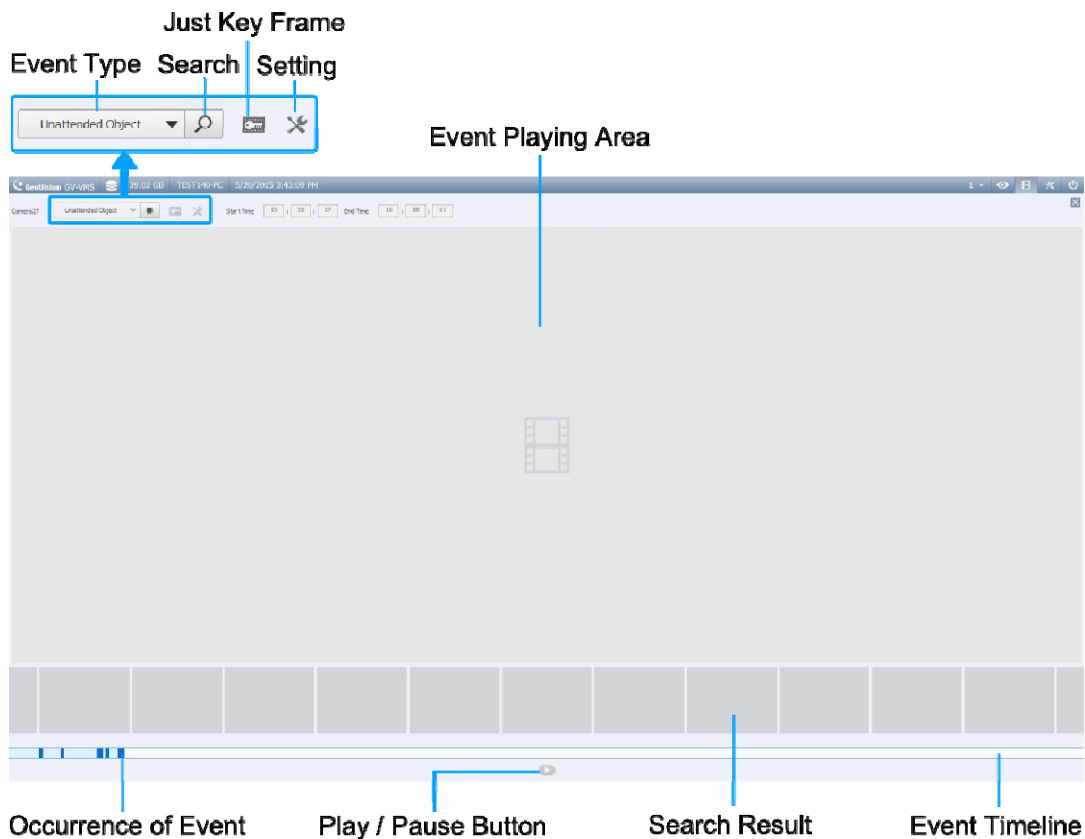 Just Key Frame
Event Type Search Setting
Unattended Object
Event Playing Area
GeoVision GV-VMS TEST140-PC 5/20/2015 3:43:09 PM 1
Camera27 Unattended Object Start Time : : End Time : :
Occurrence of Event Play / Pause Button Search Result Event Timeline